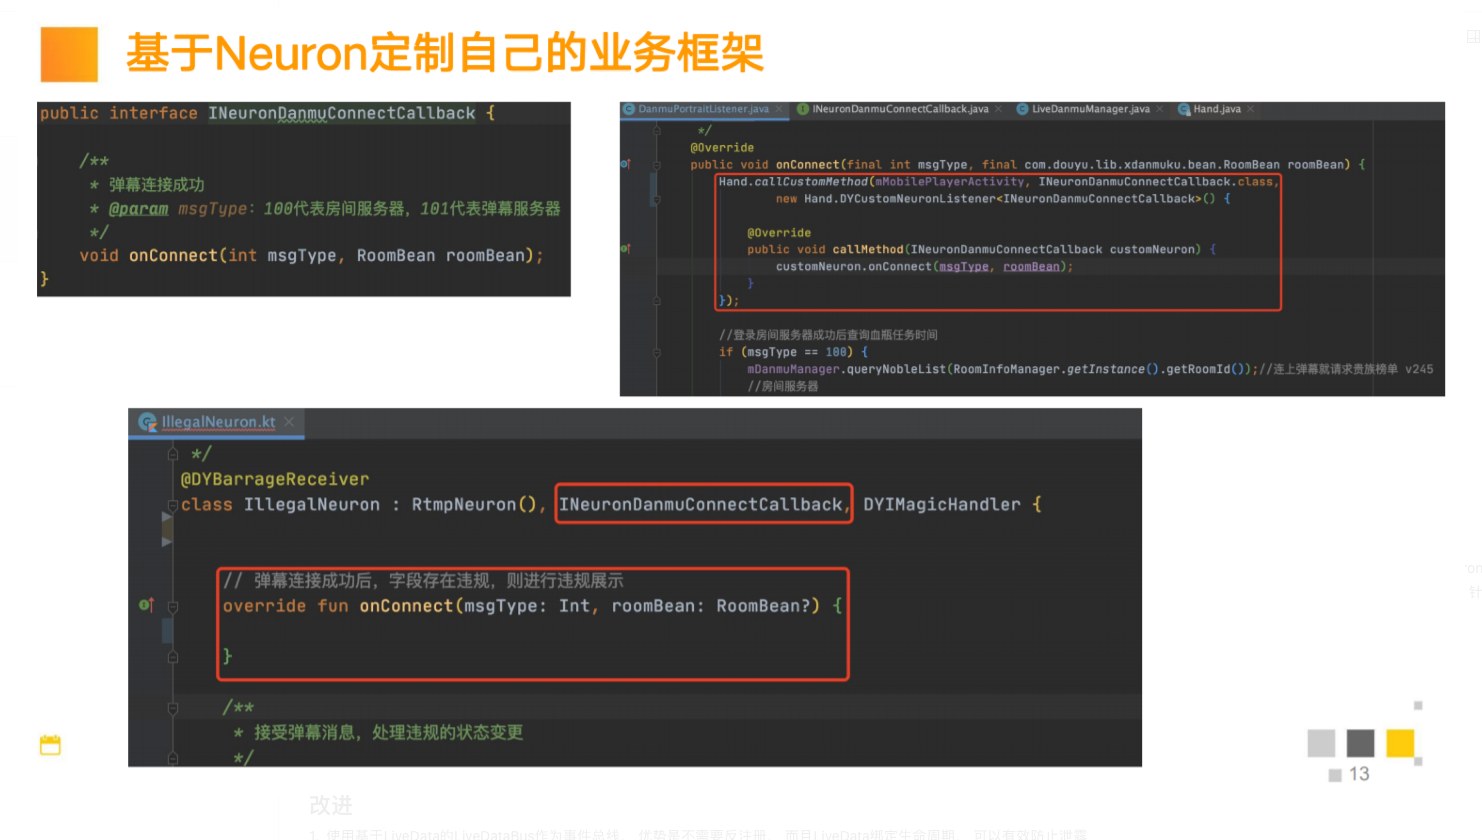 基于Neuron定制自己的业务框架
public interface INeuronDanmuConnectCallback {
/**
* 弹幕连接成功
* @param msgType: 100代表房间服务器，101代表弹幕服务器
*/
void onConnect(int msgType, RoomBean roomBean);
}
DanmuPortraitListener.java × INeuronDanmuConnectCallback.java × LiveDanmuManager.java × Hand.java ×
*/
@Override
public void onConnect(final int msgType, final com.douyu.lib.xdanmuku.bean.RoomBean roomBean) {
Hand.callCustomMethod(mMobilePlayerActivity, INeuronDanmuConnectCallback.class,
new Hand.DYCustomNeuronListener<INeuronDanmuConnectCallback>() {
@Override
public void callMethod(INeuronDanmuConnectCallback customNeuron) {
customNeuron.onConnect(msgType, roomBean);
}
});
//登录房间服务器成功后查询血瓶任务时间
if (msgType == 100) {
mDanmuManager.queryNobleList(RoomInfoManager.getInstance().getRoomId());//连上弹幕就请求贵族榜单 v245
//房间服务器
IllegalNeuron.kt ×
*/
@DYBarrageReceiver
class IllegalNeuron : RtmpNeuron(), INeuronDanmuConnectCallback, DYIMagicHandler {
// 弹幕连接成功后，字段存在违规，则进行违规展示
override fun onConnect(msgType: Int, roomBean: RoomBean?) {
}
/**
* 接受弹幕消息，处理违规的状态变更
*/
13
改进
1. 使用基于LiveData的LiveDataBus作为事件总线，优势是不需要反注册，而且LiveData绑定生命周期，可以有效防止泄露